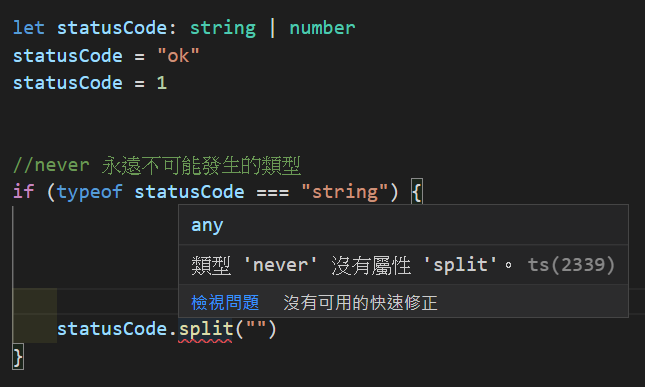 let statusCode: string | number
statusCode = "ok"
statusCode = 1
//never 永遠不可能發生的類型
if (typeof statusCode === "string") {
any
類型 'never' 沒有屬性 'split'。 ts(2339)
檢視問題 沒有可用的快速修正
statusCode.split("")
}